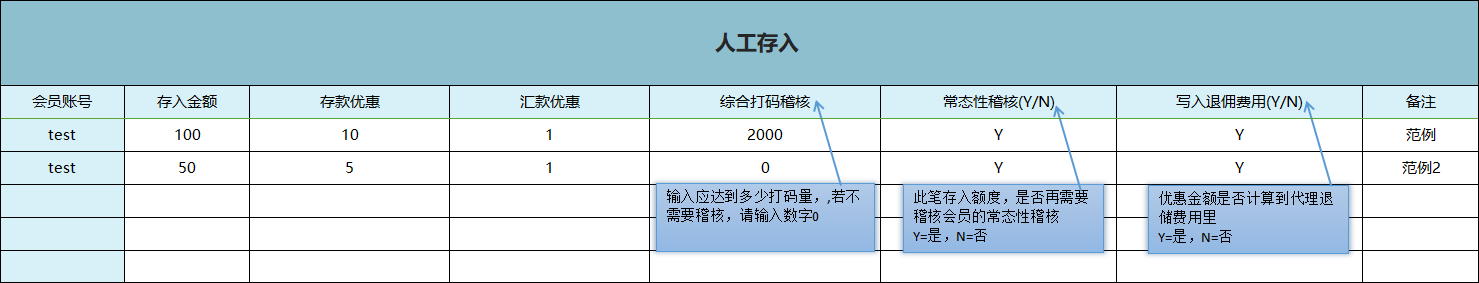 人工存入
会员账号 存入金额 存款优惠 汇款优惠 综合打码稽核 常态性稽核(Y/N) 写入退佣费用(Y/N) 备注
test 100 10 1 2000 Y Y 范例
test 50 5 1 0 Y Y 范例2
输入应达到多少打码量，,若不
需要稽核，请输入数字0
此笔存入额度，是否再需要
稽核会员的常态性稽核
Y=是，N=否
优惠金额是否计算到代理退
储费用里
Y=是，N=否